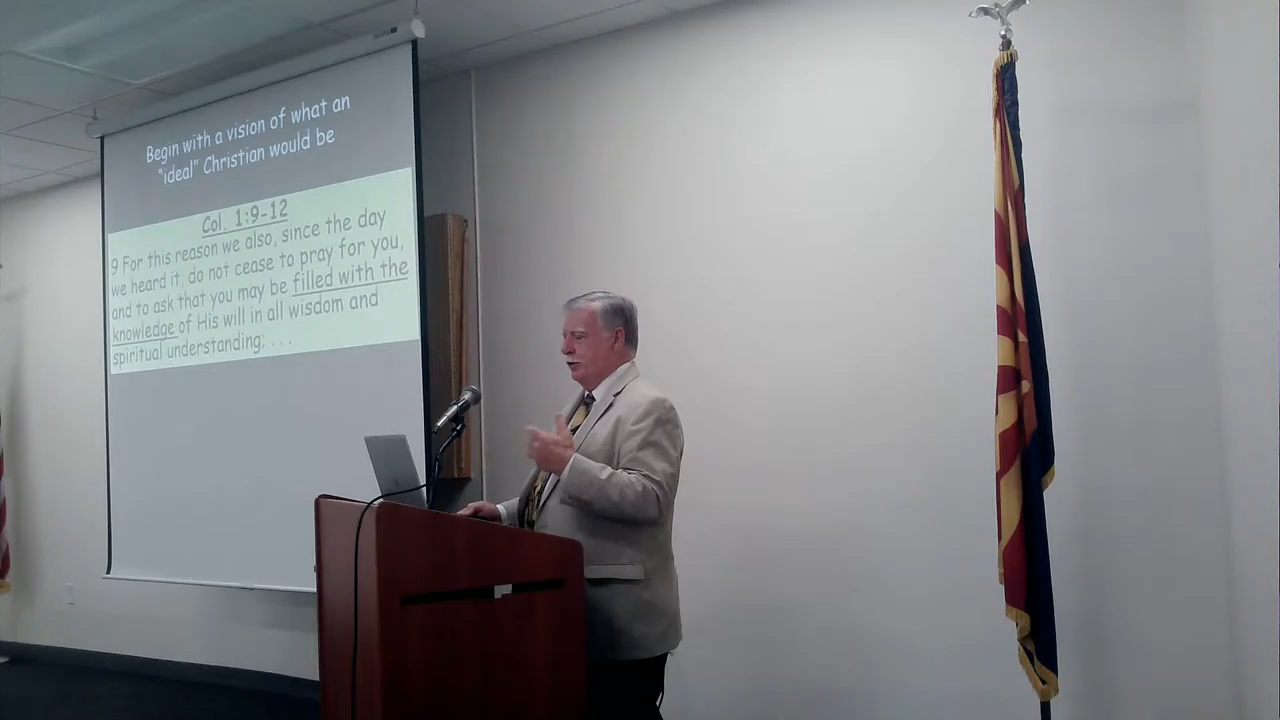 Begin with a vision of what an
"ideal" Christian would be
Col. 1:9-12
9 For this reason we also, since the day
we heard it, do not cease to pray for you,
and to ask that you may be filled with the
knowledge of His will in all wisdom and
spiritual understanding; . . .